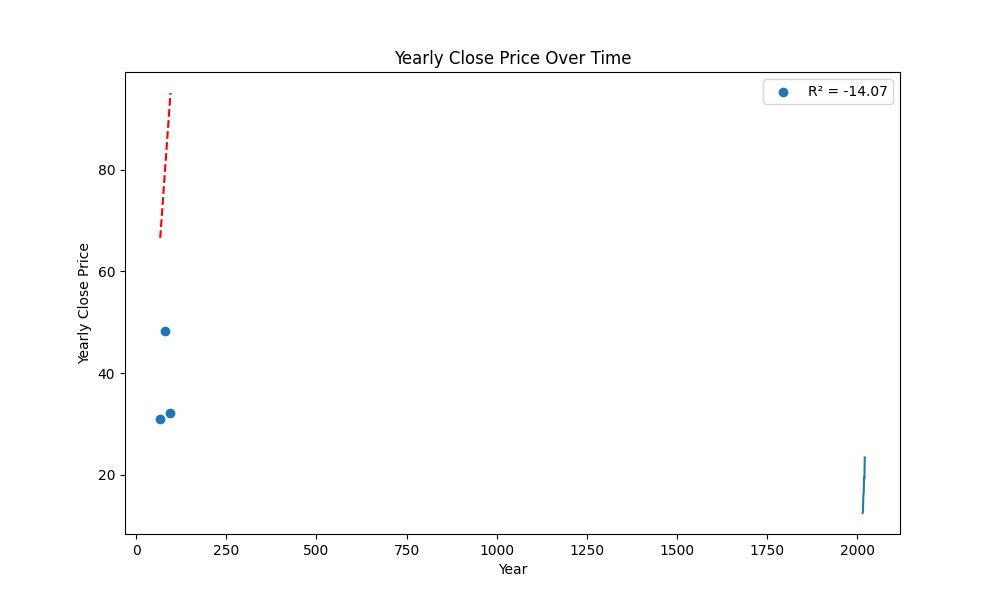 Yearly Close Price Over Time
R² = -14.07
80
60
40
20
Yearly Close Price
0 250 500 750 1000 1250 1500 1750 2000
Year